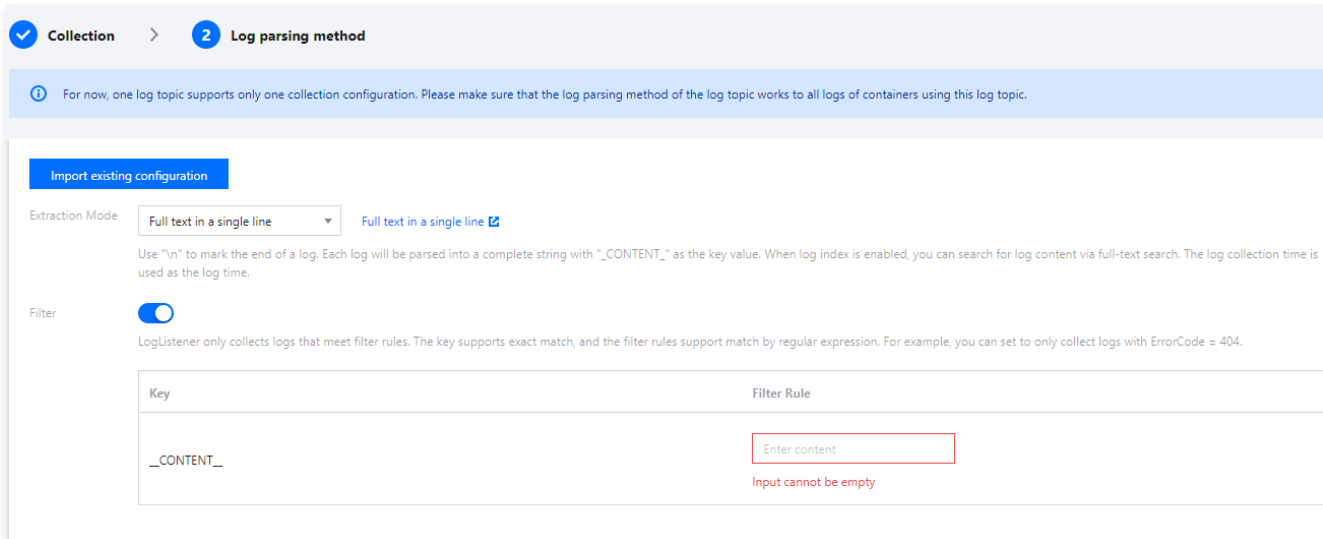 Collection > 2 Log parsing method
For now, one log topic supports only one collection configuration. Please make sure that the log parsing method of the log topic works to all logs of containers using this log topic.
Import existing configuration
Extraction Mode Full text in a single line Full text in a single line
Use "\n" to mark the end of a log. Each log will be parsed into a complete string with "_CONTENT_" as the key value. When log index is enabled, you can search for log content via full-text search. The log collection time is
used as the log time.
Filter
LogListener only collects logs that meet filter rules. The key supports exact match, and the filter rules support match by regular expression. For example, you can set to only collect logs with ErrorCode = 404.
Key Filter Rule
__CONTENT__ Enter content
Input cannot be empty